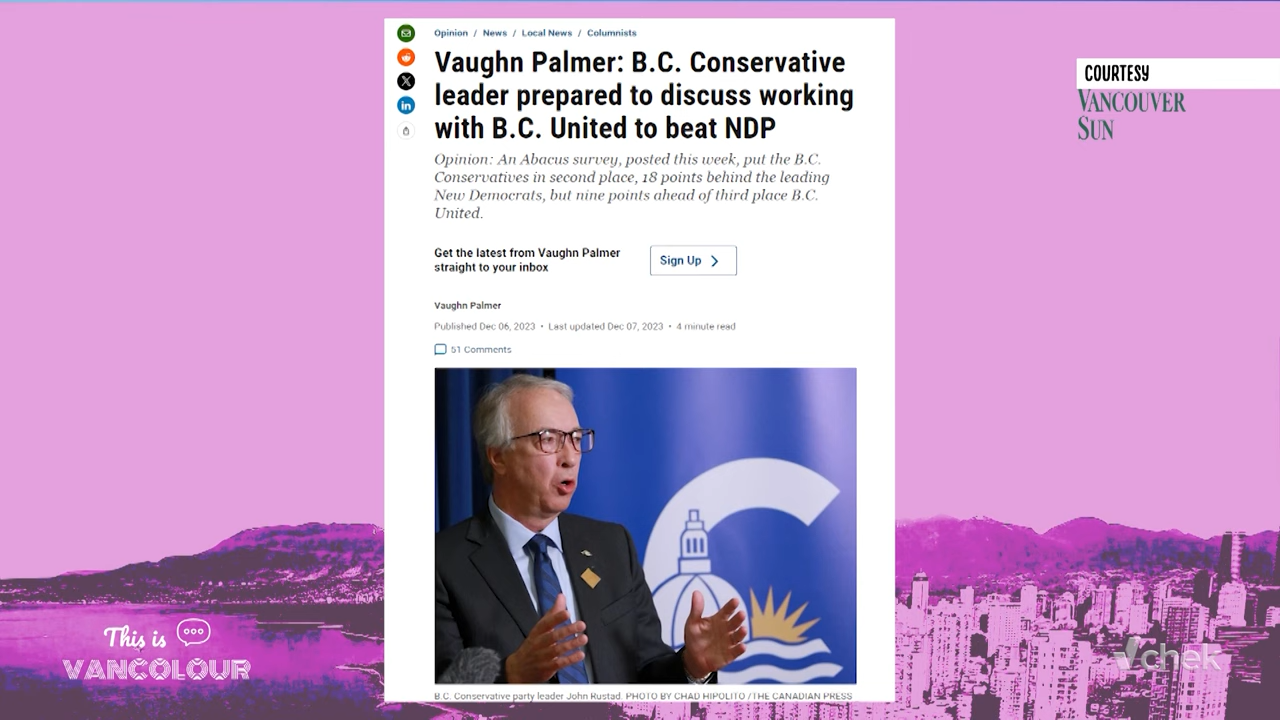 Opinion / News / Local News / Columnists
Vaughn Palmer: B.C. Conservative
leader prepared to discuss working
with B.C. United to beat NDP
Opinion: An Abacus survey, posted this week, put the B.C.
Conservatives in second place, 18 points behind the leading
New Democrats, but nine points ahead of third place B.C.
United.
Get the latest from Vaughn Palmer
straight to your inbox
Sign Up
Vaughn Palmer
Published Dec 06, 2023 • Last updated Dec 07, 2023 • 4 minute read
51 Comments
B.C. Conservative party leader John Rustad. PHOTO BY CHAD HIPOLITO /THE CANADIAN PRESS
COURTESY
VANCOUVER
SUN
This is
VANCOLOUR
chek
in